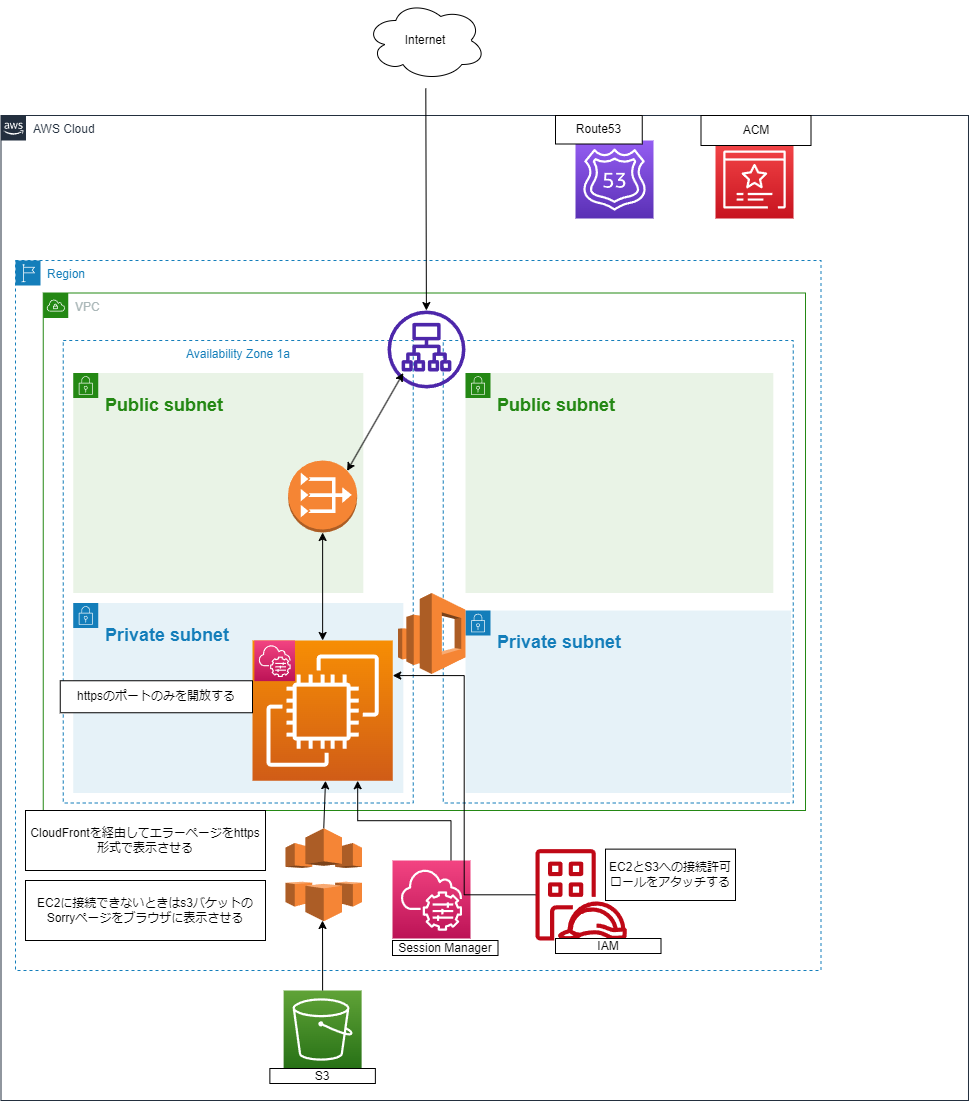 Internet
aws
AWS Cloud
Route53
ACM
53
Region
VPC
Availability Zone 1a
Public subnet
Public subnet
Private subnet
Private subnet
httpsのポートのみを開放する
CloudFrontを経由してエラーページをhttps
形式で表示させる
EC2に接続できないときはs3バケットの
Sorryページをブラウザに表示させる
EC2とS3への接続許可
ロールをアタッチする
Session Manager
IAM
S3